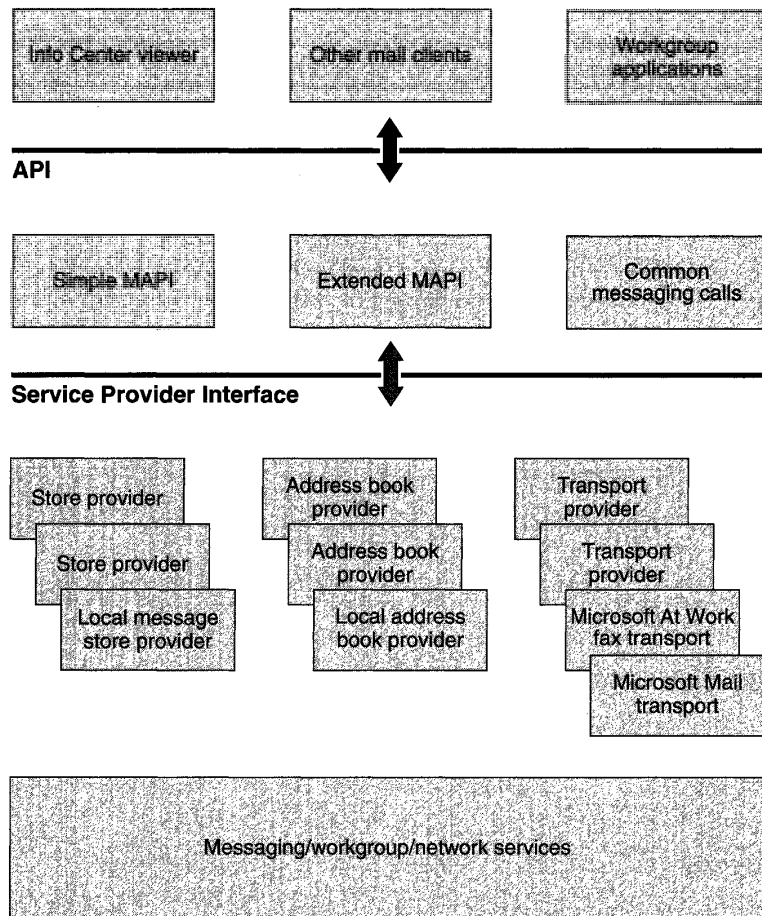 Info Center viewer
Other mail clients
Workgroup
applications
API
Simple MAPI
Extended MAPI
Common
messaging calls
Service Provider Interface
Store provider
Store provider
Local message
store provider
Address book
provider
Address book
provider
Local address
book provider
Transport
provider
Transport
provider
Microsoft At Work
fax transport
Microsoft Mail
transport
Messaging/workgroup/network services